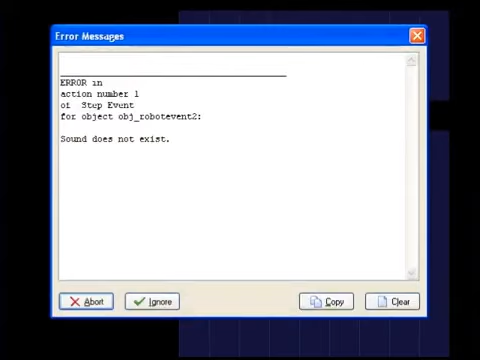 Error Messages
ERROR in
action number 1
of Step Event
for object obj_robotevent2:
Sound does not exist.
Abort
Ignore
Copy
Clear